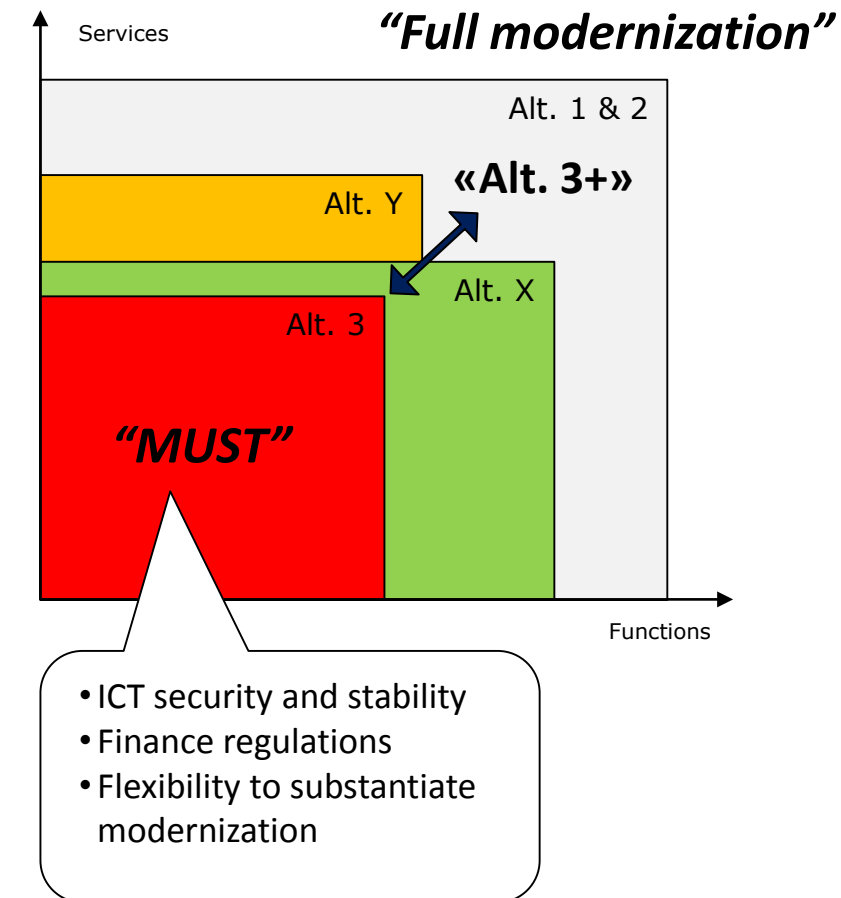 “Full modernization”
Services
Alt. 1 & 2
«Alt. 3+»
Alt. Y
Alt. X
Alt. 3
“MUST”
Functions
• ICT security and stability
• Finance regulations
• Flexibility to substantiate
modernization